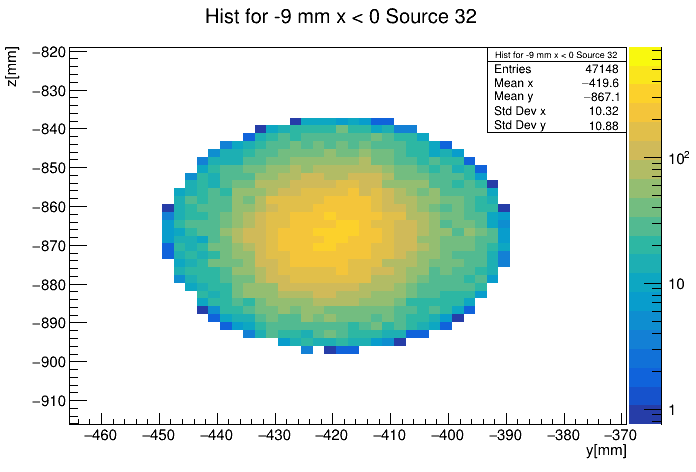 Hist for -9 mm x < 0 Source 32
z[mm]
−820
−830
−840
−850
−860
−870
−880
−890
−900
−910
Hist for -9 mm x < 0 Source 32
Entries 47148
Mean x −419.6
Mean y −867.1
Std Dev x 10.32
Std Dev y 10.88
10²
10
1
−460 −450 −440 −430 −420 −410 −400 −390 −380 −370
y[mm]